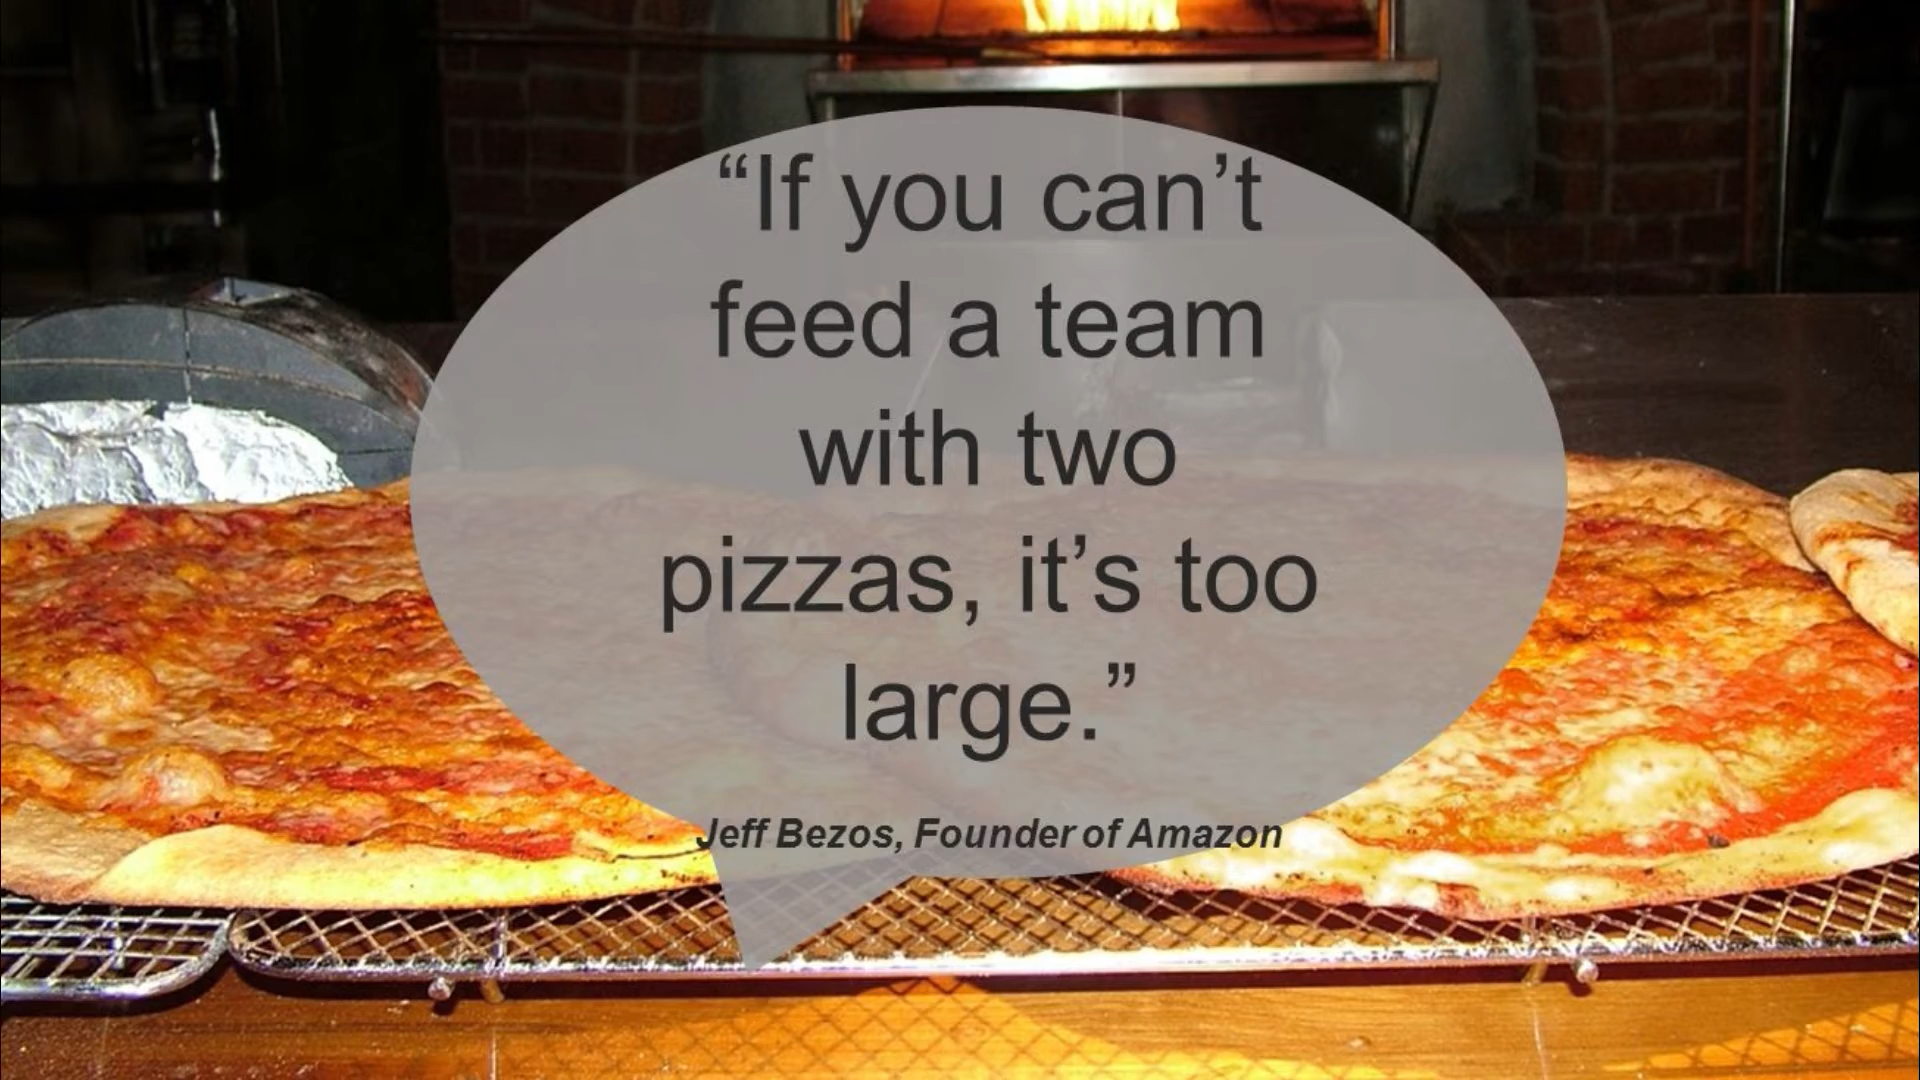 “If you can’t
feed a team
with two
pizzas, it’s too
large.”
Jeff Bezos, Founder of Amazon